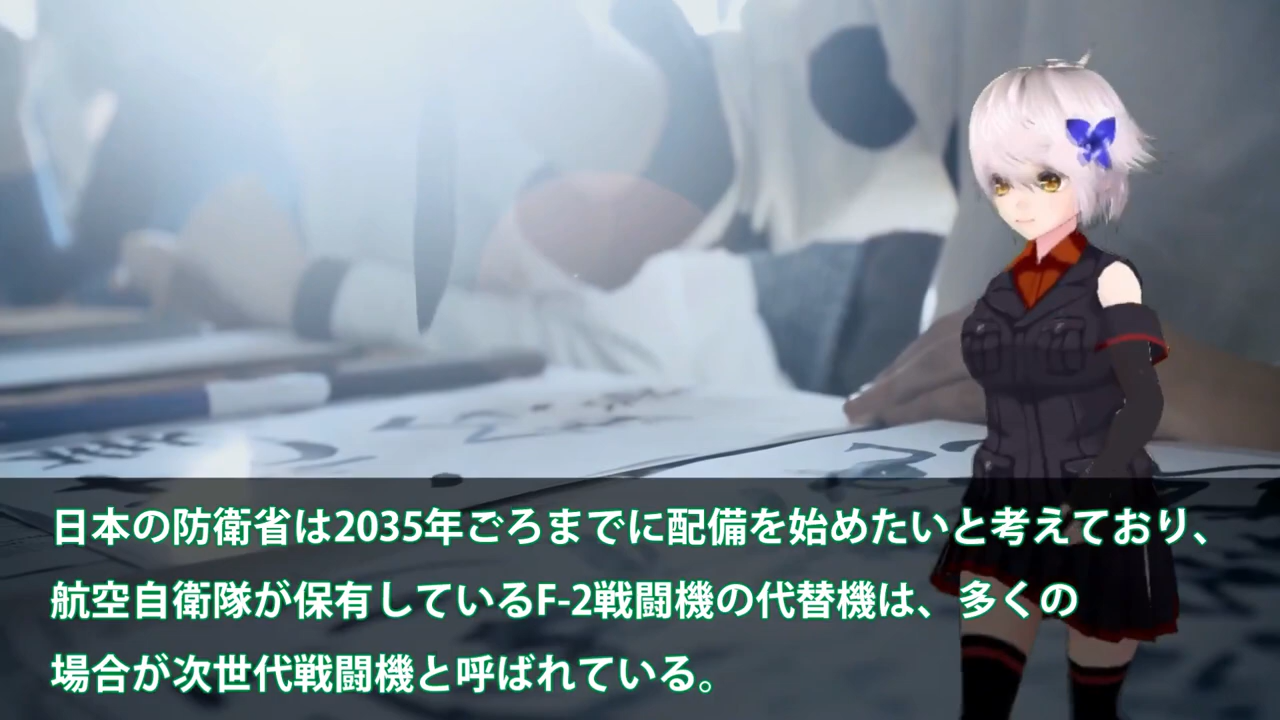 日本の防衛省は2035年ごろまでに配備を始めたいと考えており、
航空自衛隊が保有しているF-2戦闘機の代替機は、多くの
場合が次世代戦闘機と呼ばれている。